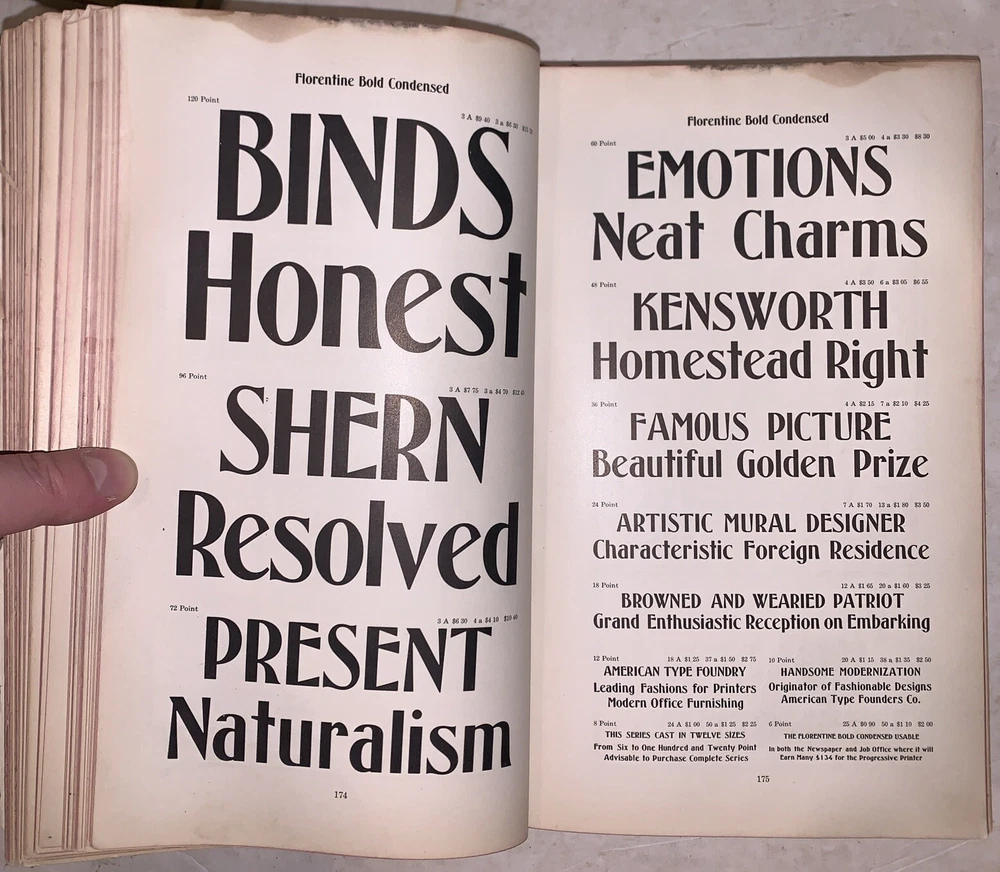 Florentine Bold Condensed
120 Point
3 A $9 40 3 a $6 30
BINDS
Honest
96 Point
3 A $7 75 3 a $4 70 $12 45
SHERN
Resolved
72 Point
3 A $6 30 4 a $4 10 $10 40
PRESENT
Naturalism
174
Florentine Bold Condensed
60 Point
3 A $5 00 4 a $3 30 $8 30
EMOTIONS
Neat Charms
48 Point
4 A $3 50 6 a $3 05 $6 55
KENSWORTH
Homestead Right
36 Point
4 A $2 15 7 a $2 10 $4 25
FAMOUS PICTURE
Beautiful Golden Prize
24 Point
7 A $1 70 13 a $1 80 $3 50
ARTISTIC MURAL DESIGNER
Characteristic Foreign Residence
18 Point
12 A $1 65 20 a $1 60 $3 25
BROWNED AND WEARIED PATRIOT
Grand Enthusiastic Reception on Embarking
12 Point
18 A $1 25 37 a $1 50 $2 75
AMERICAN TYPE FOUNDRY
Leading Fashions for Printers
Modern Office Furnishing
10 Point
20 A $1 15 38 a $1 35 $2 50
HANDSOME MODERNIZATION
Originator of Fashionable Designs
American Type Founders Co.
8 Point
24 A $1 00 50 a $1 25 $2 25
THIS SERIES CAST IN TWELVE SIZES
From Six to One Hundred and Twenty Point
Advisable to Purchase Complete Series
6 Point
25 A $0 90 50 a $1 10 $2 00
THE FLORENTINE BOLD CONDENSED USABLE
In both the Newspaper and Job Office where it will
Earn Many $134 for the Progressive Printer
175